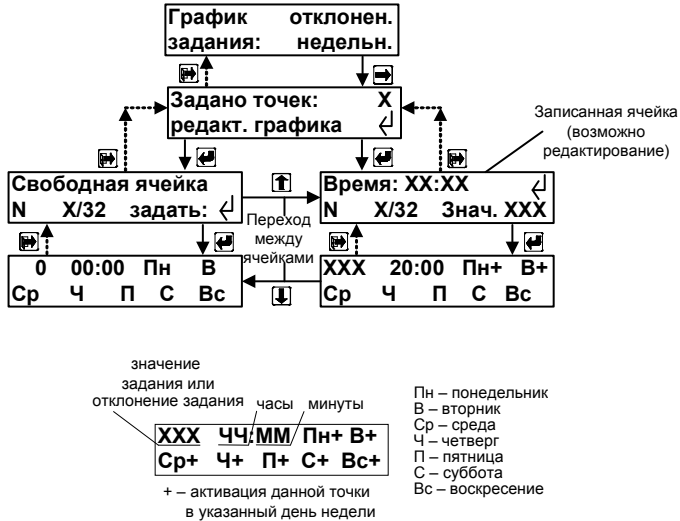 График отклонен.
задания: недельн.
Задано точек: X
редакт. графика
Записанная ячейка
(возможно
редактирование)
Свободная ячейка
N X/32 задать:
Переход
между
ячейками
Время: XX:XX
N X/32 Знач. XXX
0 00:00 Пн В
Ср Ч П С Вс
XXX 20:00 Пн+ В+
Ср Ч П С Вс
значение
задания или
отклонение задания
часы
минуты
XXX ЧЧ:ММ Пн+ В+
Ср+ Ч+ П+ С+ Вс+
+ – активация данной точки
в указанный день недели
Пн – понедельник
В – вторник
Ср – среда
Ч – четверг
П – пятница
С – суббота
Вс – воскресение